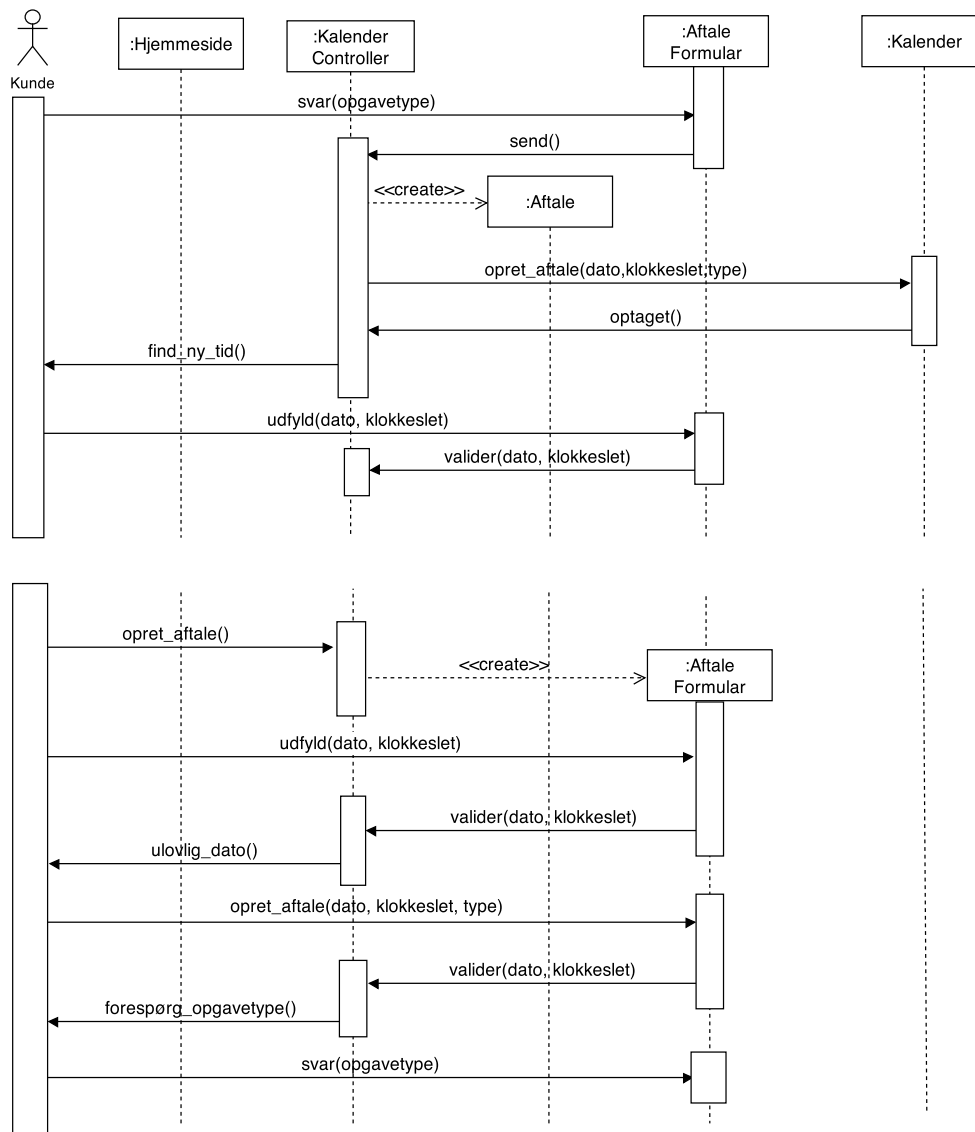 Kunde
:Hjemmeside
:Kalender
Controller
:Aftale
Formular
:Kalender
svar(opgavetype)
send()
<<create>>
:Aftale
opret_aftale(dato,klokkeslet,type)
optaget()
find_ny_tid()
udfyld(dato, klokkeslet)
valider(dato, klokkeslet)
opret_aftale()
<<create>>
:Aftale
Formular
udfyld(dato, klokkeslet)
valider(dato, klokkeslet)
ulovlig_dato()
opret_aftale(dato, klokkeslet, type)
valider(dato, klokkeslet)
forespørg_opgavetype()
svar(opgavetype)